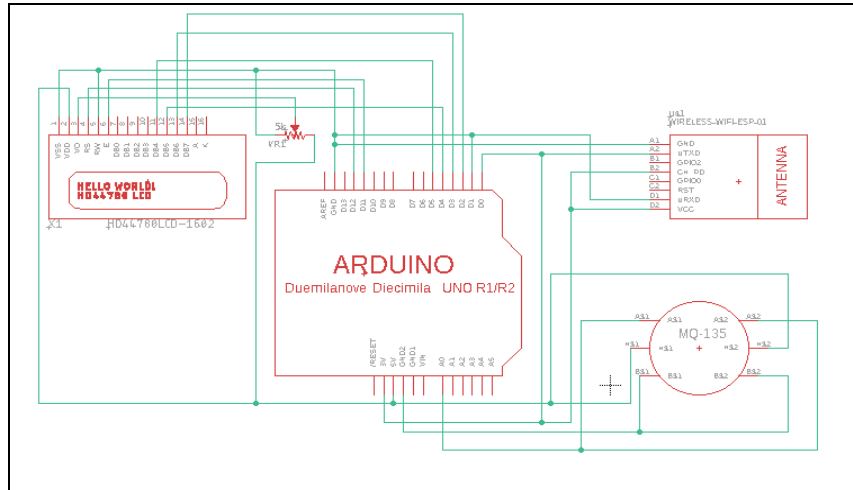 1 2 3 4 5 6 7 8 9 10 11 12 13 14 15 16
VSS VDD VO RS RW E DB0 DB1 DB2 DB3 DB4 DB5 DB6 DB7 A K
HELLO WORLD!
HD44780 LCD
X1
HD44780LCD-1602
5k
VR1
AREF GND D13 D12 D11 D10 D9 D8 D7 D6 D5 D4 D3 D2 D1 D0
ARDUINO
Duemilanove Diecimila UNO R1/R2
/RESET 3V 5V GND2 GND1 VIN A0 A1 A2 A3 A4 A5
WIRELESS-WIFI-ESP-01
A1 GND
A2 uTXD
B1 GPIO2
B2 CH_PD
C1 GPIO0
C2 RST
D1 uRXD
D2 VCC
ANTENNA
A$1 A$1 A$2 A$2
MQ-135
H$1 H$1 H$2 H$2
B$1 B$1 B$2 B$2